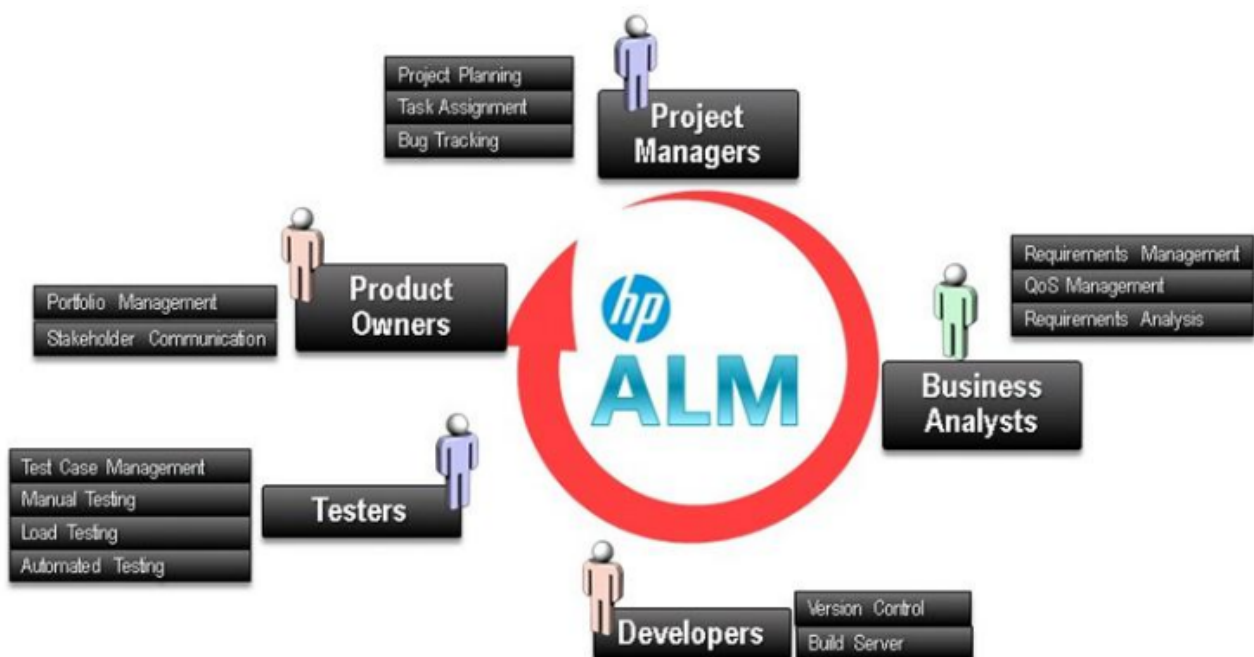 Project Planning
Task Assignment
Bug Tracking
Project
Managers
Requirements Management
QoS Management
Requirements Analysis
Business
Analysts
Product
Owners
Portfolio Management
Stakeholder Communication
hp
ALM
Test Case Management
Manual Testing
Load Testing
Automated Testing
Testers
Developers
Version Control
Build Server